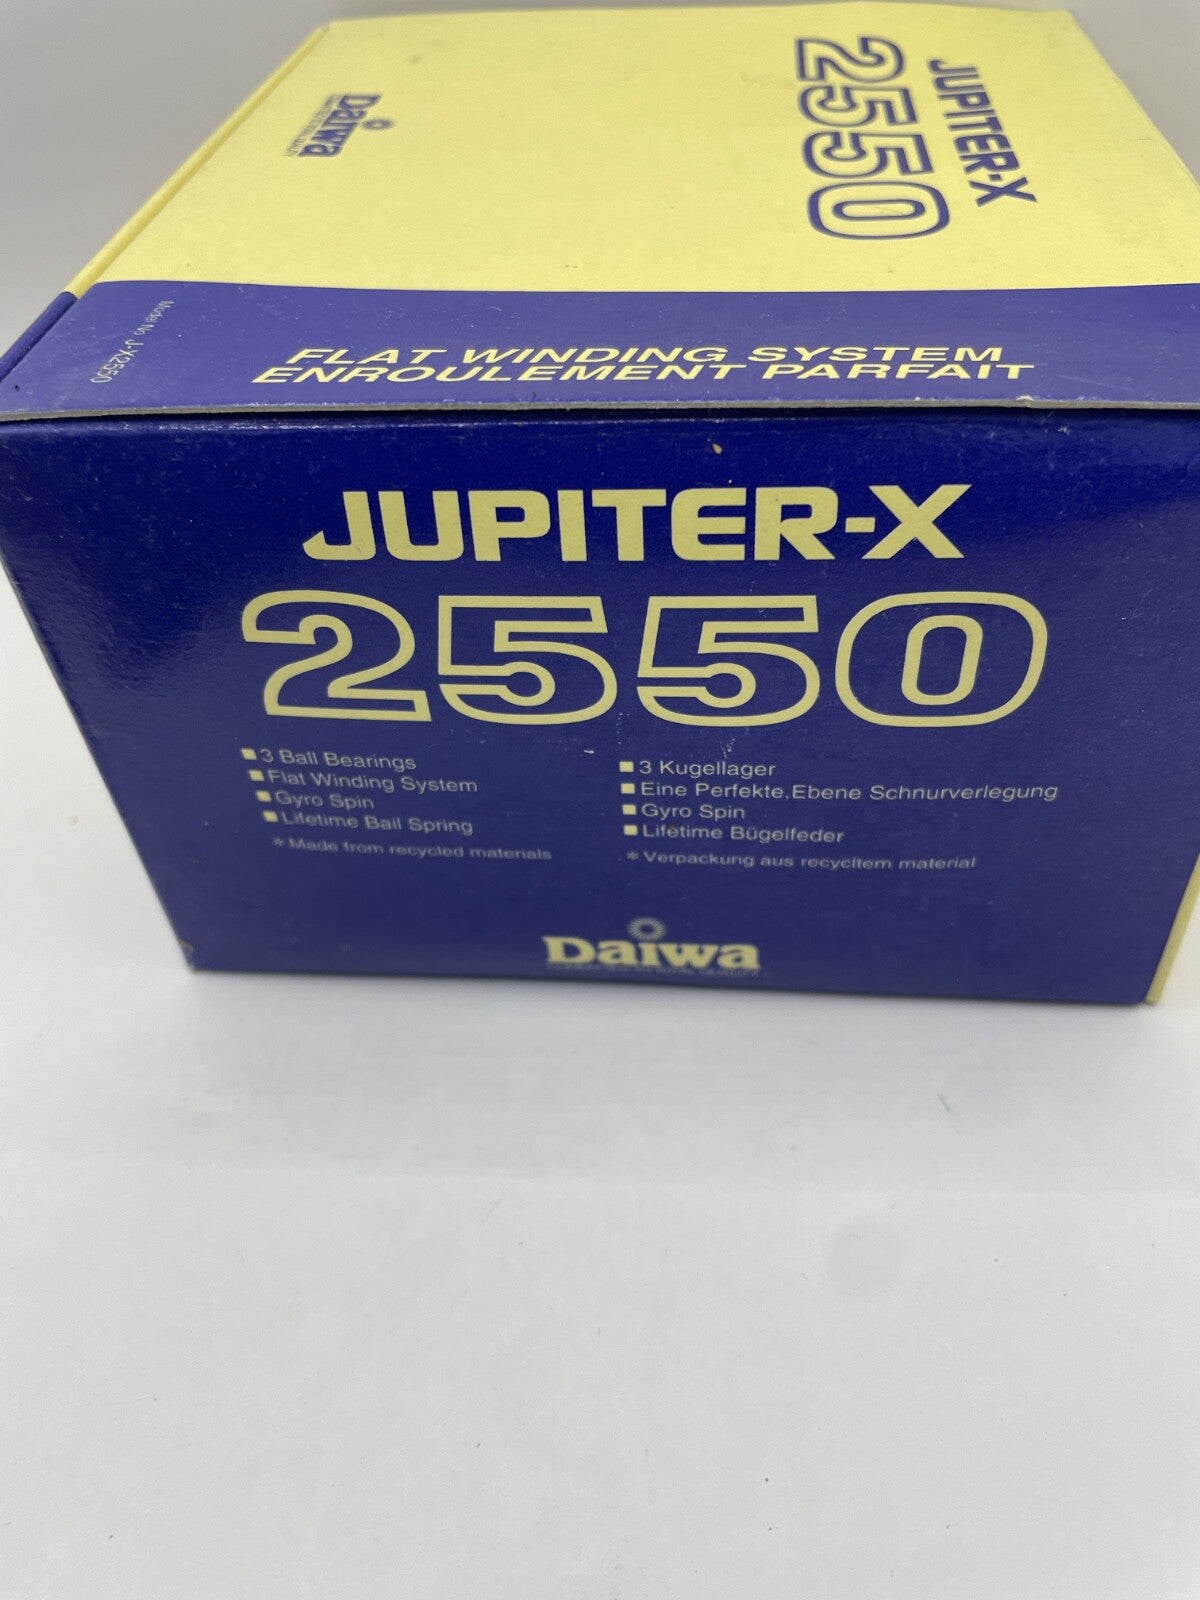 JUPITER-X
2550
Daiwa
Model No. J-X2550
FLAT WINDING SYSTEM
ENROULEMENT PARFAIT
JUPITER-X
2550
■ 3 Ball Bearings
■ Flat Winding System
■ Gyro Spin
■ Lifetime Bail Spring
* Made from recycled materials
■ 3 Kugellager
■ Eine Perfekte, Ebene Schnurverlegung
■ Gyro Spin
■ Lifetime Bügelfeder
* Verpackung aus recycltem material
Daiwa